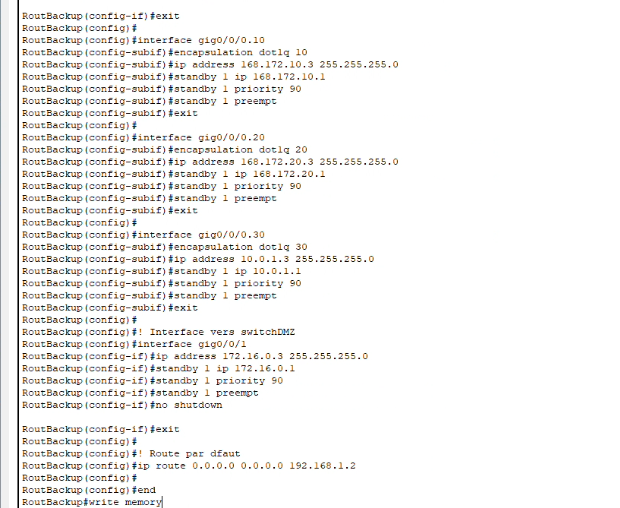 RoutBackup(config-if)#exit
RoutBackup(config)#
RoutBackup(config)#interface gig0/0/0.10
RoutBackup(config-subif)#encapsulation dot1q 10
RoutBackup(config-subif)#ip address 168.172.10.3 255.255.255.0
RoutBackup(config-subif)#standby 1 ip 168.172.10.1
RoutBackup(config-subif)#standby 1 priority 90
RoutBackup(config-subif)#standby 1 preempt
RoutBackup(config-subif)#exit
RoutBackup(config)#
RoutBackup(config)#interface gig0/0/0.20
RoutBackup(config-subif)#encapsulation dot1q 20
RoutBackup(config-subif)#ip address 168.172.20.3 255.255.255.0
RoutBackup(config-subif)#standby 1 ip 168.172.20.1
RoutBackup(config-subif)#standby 1 priority 90
RoutBackup(config-subif)#standby 1 preempt
RoutBackup(config-subif)#exit
RoutBackup(config)#
RoutBackup(config)#interface gig0/0/0.30
RoutBackup(config-subif)#encapsulation dot1q 30
RoutBackup(config-subif)#ip address 10.0.1.3 255.255.255.0
RoutBackup(config-subif)#standby 1 ip 10.0.1.1
RoutBackup(config-subif)#standby 1 priority 90
RoutBackup(config-subif)#standby 1 preempt
RoutBackup(config-subif)#exit
RoutBackup(config)#
RoutBackup(config)#! Interface vers switchDMZ
RoutBackup(config)#interface gig0/0/1
RoutBackup(config-if)#ip address 172.16.0.3 255.255.255.0
RoutBackup(config-if)#standby 1 ip 172.16.0.1
RoutBackup(config-if)#standby 1 priority 90
RoutBackup(config-if)#standby 1 preempt
RoutBackup(config-if)#no shutdown
RoutBackup(config-if)#exit
RoutBackup(config)#
RoutBackup(config)#! Route par dfaut
RoutBackup(config)#ip route 0.0.0.0 0.0.0.0 192.168.1.2
RoutBackup(config)#
RoutBackup(config)#end
RoutBackup#write memory